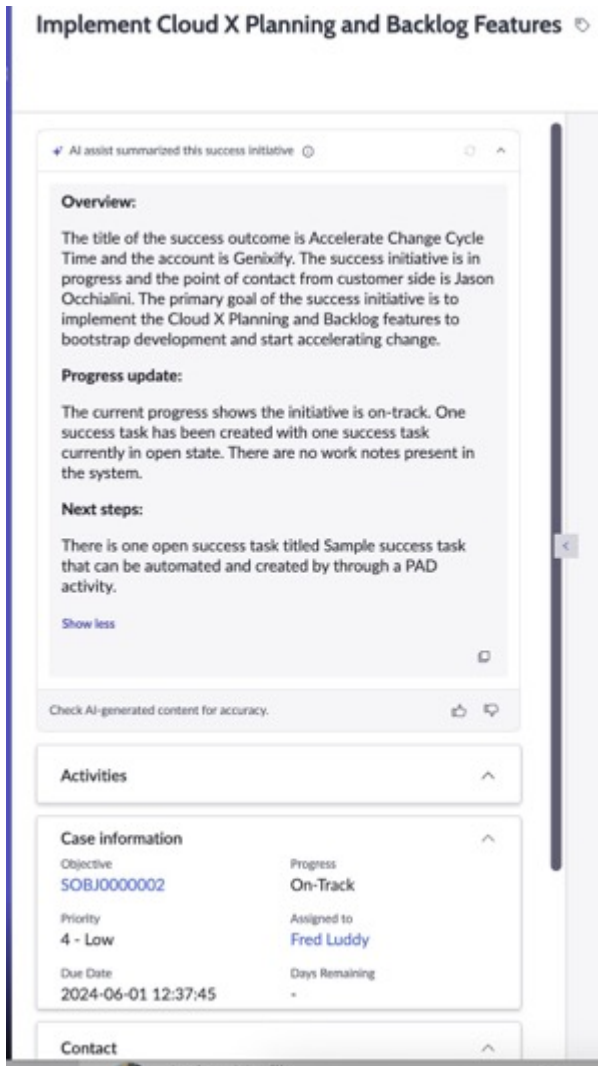 Implement Cloud X Planning and Backlog Features
AI assist summarized this success initiative
Overview:
The title of the success outcome is Accelerate Change Cycle
Time and the account is Genixify. The success initiative is in
progress and the point of contact from customer side is Jason
Occhialini. The primary goal of the success initiative is to
implement the Cloud X Planning and Backlog features to
bootstrap development and start accelerating change.
Progress update:
The current progress shows the initiative is on-track. One
success task has been created with one success task
currently in open state. There are no work notes present in
the system.
Next steps:
There is one open success task titled Sample success task
that can be automated and created by through a PAD
activity.
Show less
Check AI-generated content for accuracy.
Activities
Case information
Objective
SOBJ0000002
Progress
On-Track
Priority
4 - Low
Assigned to
Fred Luddy
Due Date
2024-06-01 12:37:45
Days Remaining
-
Contact